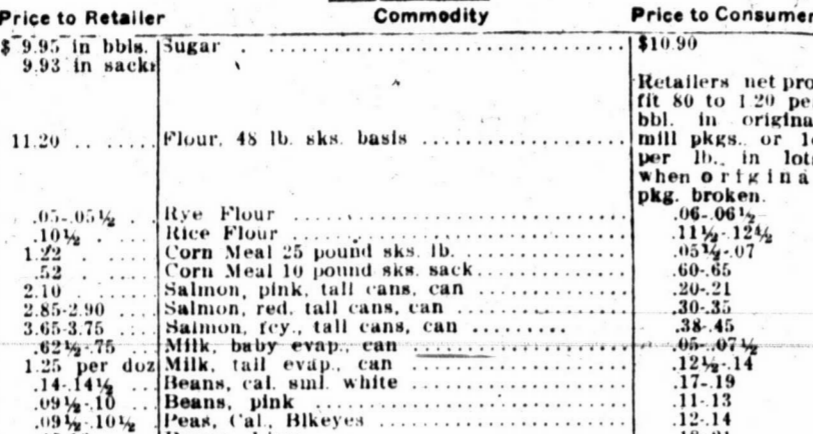 Price to Retailer Commodity Price to Consumer
$ 9.95 in bbls. Sugar $10.90
9.93 in sacks
Retailers net pro
fit 80 to 1.20 pe
bbl. in origina
11.20 Flour, 48 lb. sks. basis mill pkgs. or 1
per lb., in lots
when origina
pkg. broken.
.05-.05½ Rye Flour .06-.06½
.10½ Rice Flour .11½-.12½
1.22 Corn Meal 25 pound sks. lb. .05½-.07
.52 Corn Meal 10 pound sks. sack .60-.65
2.10 Salmon, pink, tall cans, can .20-.21
2.85-2.90 Salmon, red, tall cans, can .30-.35
3.65-3.75 Salmon, fcy., tall cans, can .38-.45
.62½-.75 Milk, baby evap., can .05-.07½
1.25 per doz Milk, tall evap., can .12½-.14
.14-.14½ Beans, cal. sml. white .17-.19
.09½-.10 Beans, pink .11-.13
.09½-.10½ Peas, Cal., Blkeyes .12-.14